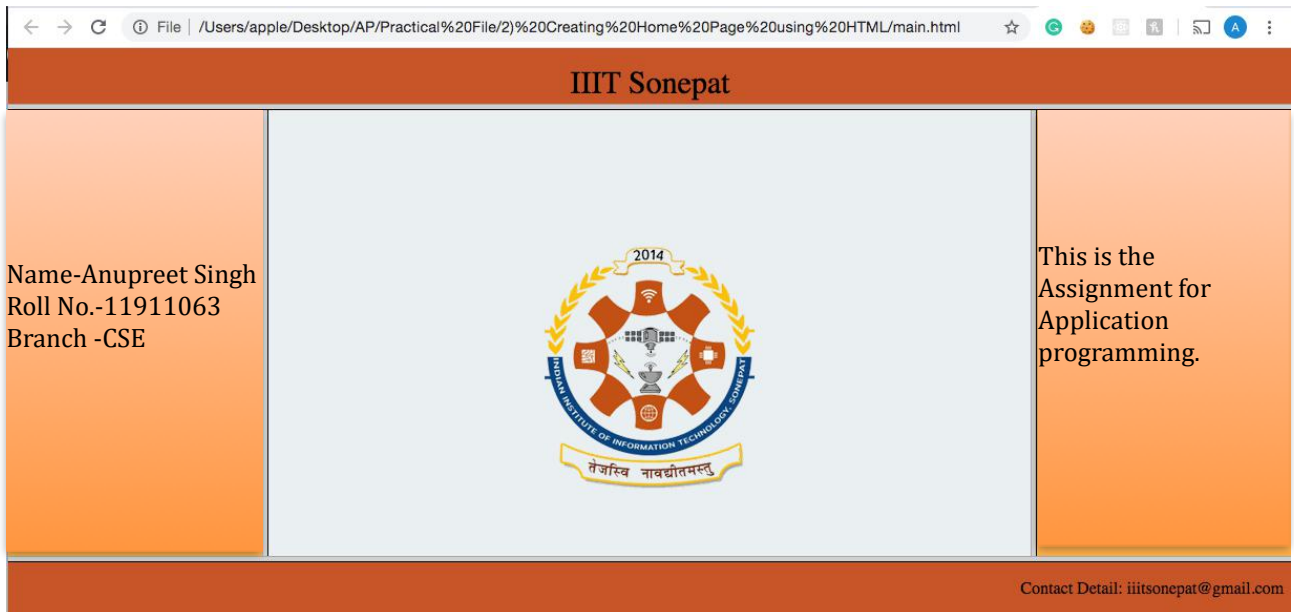 File | /Users/apple/Desktop/AP/Practical%20File/2)%20Creating%20Home%20Page%20using%20HTML/main.html
A
IIIT Sonepat
Name-Anupreet Singh
Roll No.-11911063
Branch -CSE
2014
INDIAN INSTITUTE OF INFORMATION TECHNOLOGY, SONEPAT
तेजस्वि नावधीतमस्तु
This is the
Assignment for
Application
programming.
Contact Detail: iiitsonepat@gmail.com